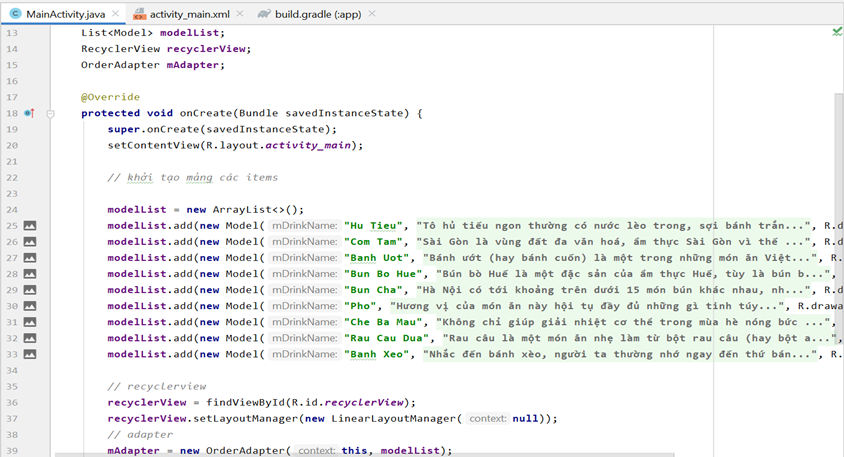 MainActivity.java activity_main.xml build.gradle (:app)
13 List<Model> modelList;
14 RecyclerView recyclerView;
15 OrderAdapter mAdapter;
16
17 @Override
18 protected void onCreate(Bundle savedInstanceState) {
19 super.onCreate(savedInstanceState);
20 setContentView(R.layout.activity_main);
21
22 // khởi tạo mảng các items
23
24 modelList = new ArrayList<>();
25 modelList.add(new Model( mDrinkName: "Hu Tieu", "Tô hủ tiếu ngon thường có nước lèo trong, sợi bánh trắn...", R.d
26 modelList.add(new Model( mDrinkName: "Com Tam", "Sài Gòn là vùng đất đa văn hoá, ẩm thực Sài Gòn vì thế ...", R.d
27 modelList.add(new Model( mDrinkName: "Banh Uot", "Bánh ướt (hay bánh cuốn) là một trong những món ăn Việt...", R.
28 modelList.add(new Model( mDrinkName: "Bun Bo Hue", "Bún bò Huế là một đặc sản của ẩm thực Huế, tùy là bún b...",
29 modelList.add(new Model( mDrinkName: "Bun Cha", "Hà Nội có tới khoảng trên dưới 15 món bún khác nhau, nh...", R.d
30 modelList.add(new Model( mDrinkName: "Pho", "Hương vị của món ăn này hội tụ đầy đủ những gì tinh túy...", R.drawa
31 modelList.add(new Model( mDrinkName: "Che Ba Mau", "Không chỉ giúp giải nhiệt cơ thể trong mùa hè nóng bức ...",
32 modelList.add(new Model( mDrinkName: "Rau Cau Dua", "Rau câu là một món ăn nhẹ làm từ bột rau câu (hay bột a...",
33 modelList.add(new Model( mDrinkName: "Banh Xeo", "Nhắc đến bánh xèo, người ta thường nhớ ngay đến thứ bán...", R.
34
35 // recyclerview
36 recyclerView = findViewById(R.id.recyclerView);
37 recyclerView.setLayoutManager(new LinearLayoutManager( context: null));
38 // adapter
39 mAdapter = new OrderAdapter( context: this, modelList);